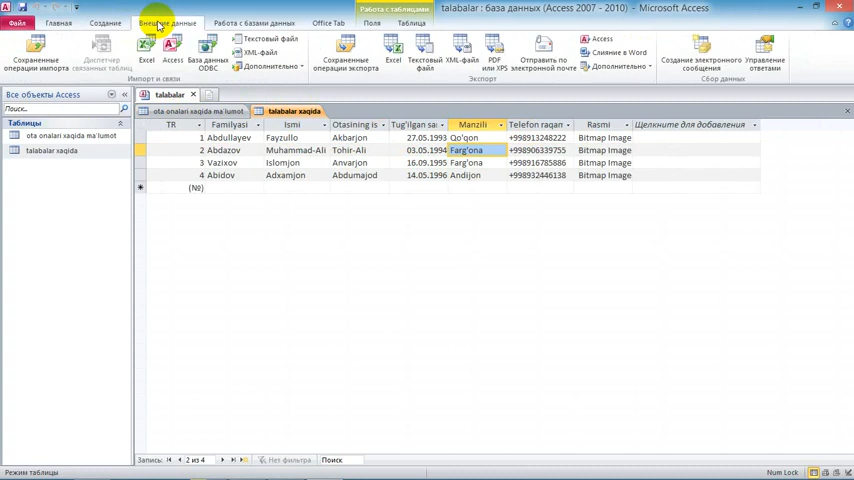 Работа с таблицами
talabalar : база данных (Access 2007 - 2010) - Microsoft Access
Файл Главная Создание Внешние данные Работа с базами данных Office Tab Поля Таблица
Сохраненные операции импорта
Диспетчер связанных таблиц
Excel
Access
База данных ODBC
Текстовый файл
XML-файл
Дополнительно
Импорт и связи
Сохраненные операции экспорта
Excel
Текстовый файл
XML-файл
PDF или XPS
Отправить по электронной почте
Access
Слияние в Word
Дополнительно
Экспорт
Создание электронного сообщения
Управление ответами
Сбор данных
Все объекты Access
Поиск...
Таблицы
ota onalari xaqida ma`lumot
talabalar xaqida
talabalar
ota onalari xaqida ma`lumot talabalar xaqida
TR Familyasi Ismi Otasining is Tug'ilgan sa Manzili Telefon raqan Rasmi Щелкните для добавления
1 Abdullayev Fayzullo Akbarjon 27.05.1993 Qo'qon +998913248222 Bitmap Image
2 Abdazov Muhammad-Ali Tohir-Ali 03.05.1994 Farg'ona +998906339755 Bitmap Image
3 Vazixov Islomjon Anvarjon 16.09.1995 Farg'ona +998916785886 Bitmap Image
4 Abidov Adxamjon Abdumajod 14.05.1996 Andijon +998932446138 Bitmap Image
(№)
Запись: 2 из 4 Нет фильтра Поиск
Режим таблицы Num Lock